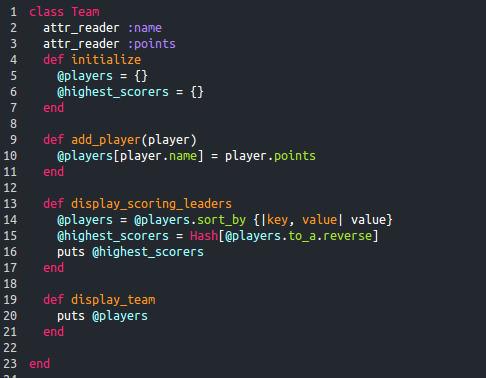 1 class Team
2   attr_reader :name
3   attr_reader :points
4   def initialize
5     @players = {}
6     @highest_scorers = {}
7   end
8
9   def add_player(player)
10     @players[player.name] = player.points
11   end
12
13   def display_scoring_leaders
14     @players = @players.sort_by {|key, value| value}
15     @highest_scorers = Hash[@players.to_a.reverse]
16     puts @highest_scorers
17   end
18
19   def display_team
20     puts @players
21   end
22
23 end